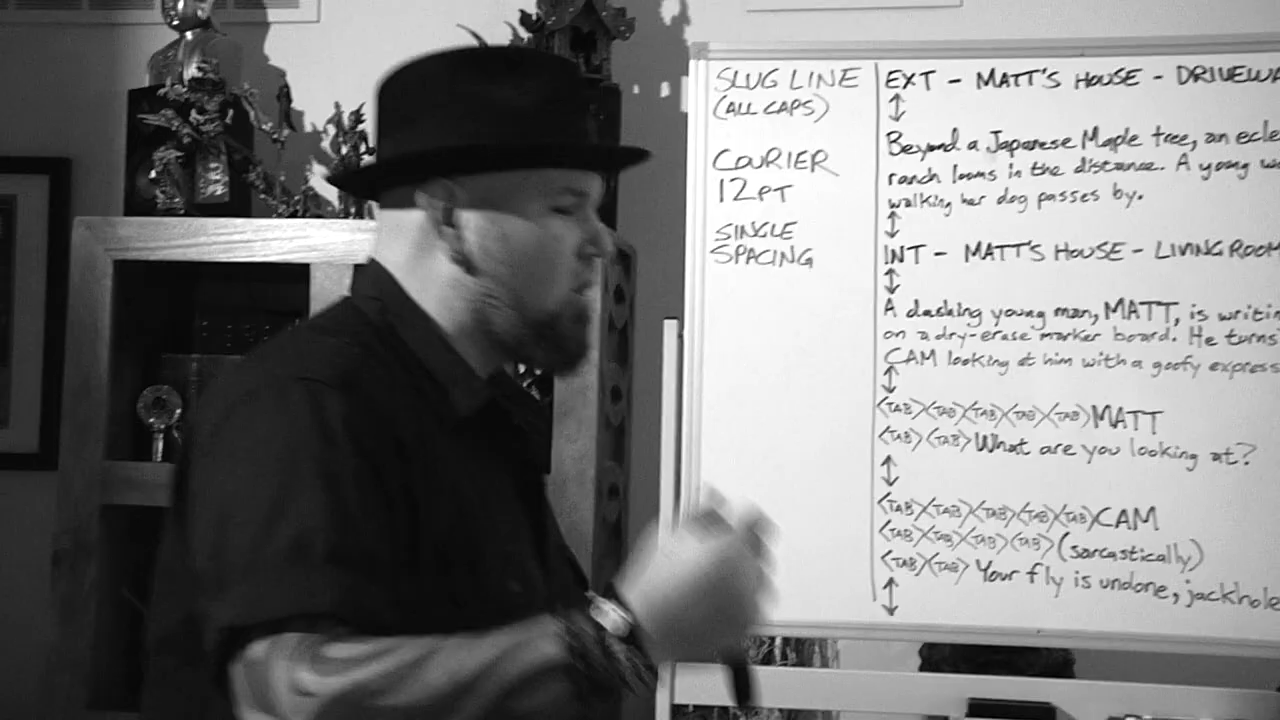 SLUG LINE
(ALL CAPS)
COURIER
12PT
SINGLE
SPACING
EXT - MATT'S HOUSE - DRIVEWA
Beyond a Japanese Maple tree, an ecle
ranch looms in the distance. A young w
walking her dog passes by.
INT - MATT'S HOUSE - LIVING ROOM
A dashing young man, MATT, is writin
on a dry-erase marker board. He turns
CAM looking at him with a goofy express
<TAB><TAB><TAB><TAB><TAB>MATT
<TAB><TAB>What are you looking at?
<TAB><TAB><TAB><TAB><TAB>CAM
<TAB><TAB><TAB><TAB>(sarcastically)
<TAB><TAB>Your fly is undone, jackhole